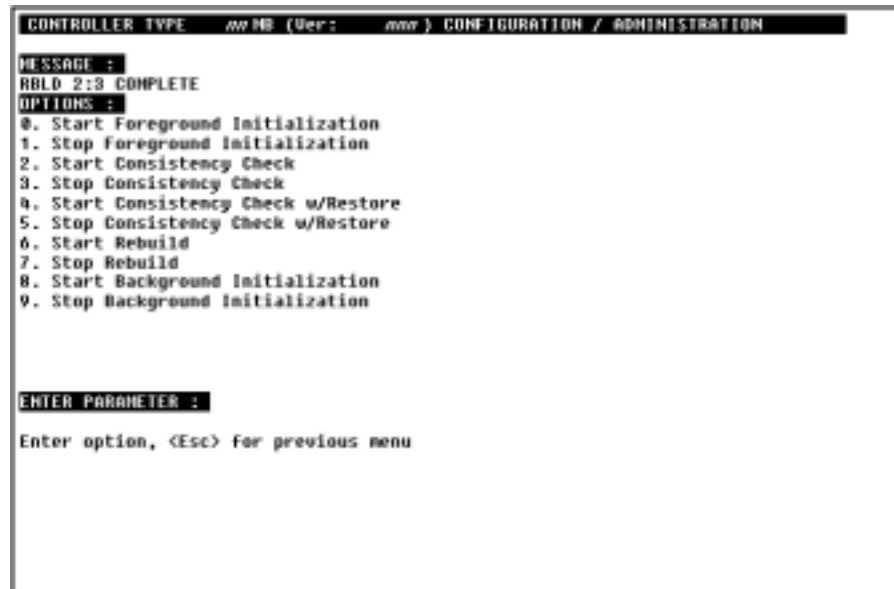 CONTROLLER TYPE nn MB (Ver: nnn ) CONFIGURATION / ADMINISTRATION
MESSAGE :
RBLD 2:3 COMPLETE
OPTIONS :
0. Start Foreground Initialization
1. Stop Foreground Initialization
2. Start Consistency Check
3. Stop Consistency Check
4. Start Consistency Check w/Restore
5. Stop Consistency Check w/Restore
6. Start Rebuild
7. Stop Rebuild
8. Start Background Initialization
9. Stop Background Initialization
ENTER PARAMETER :
Enter option, <Esc> for previous menu